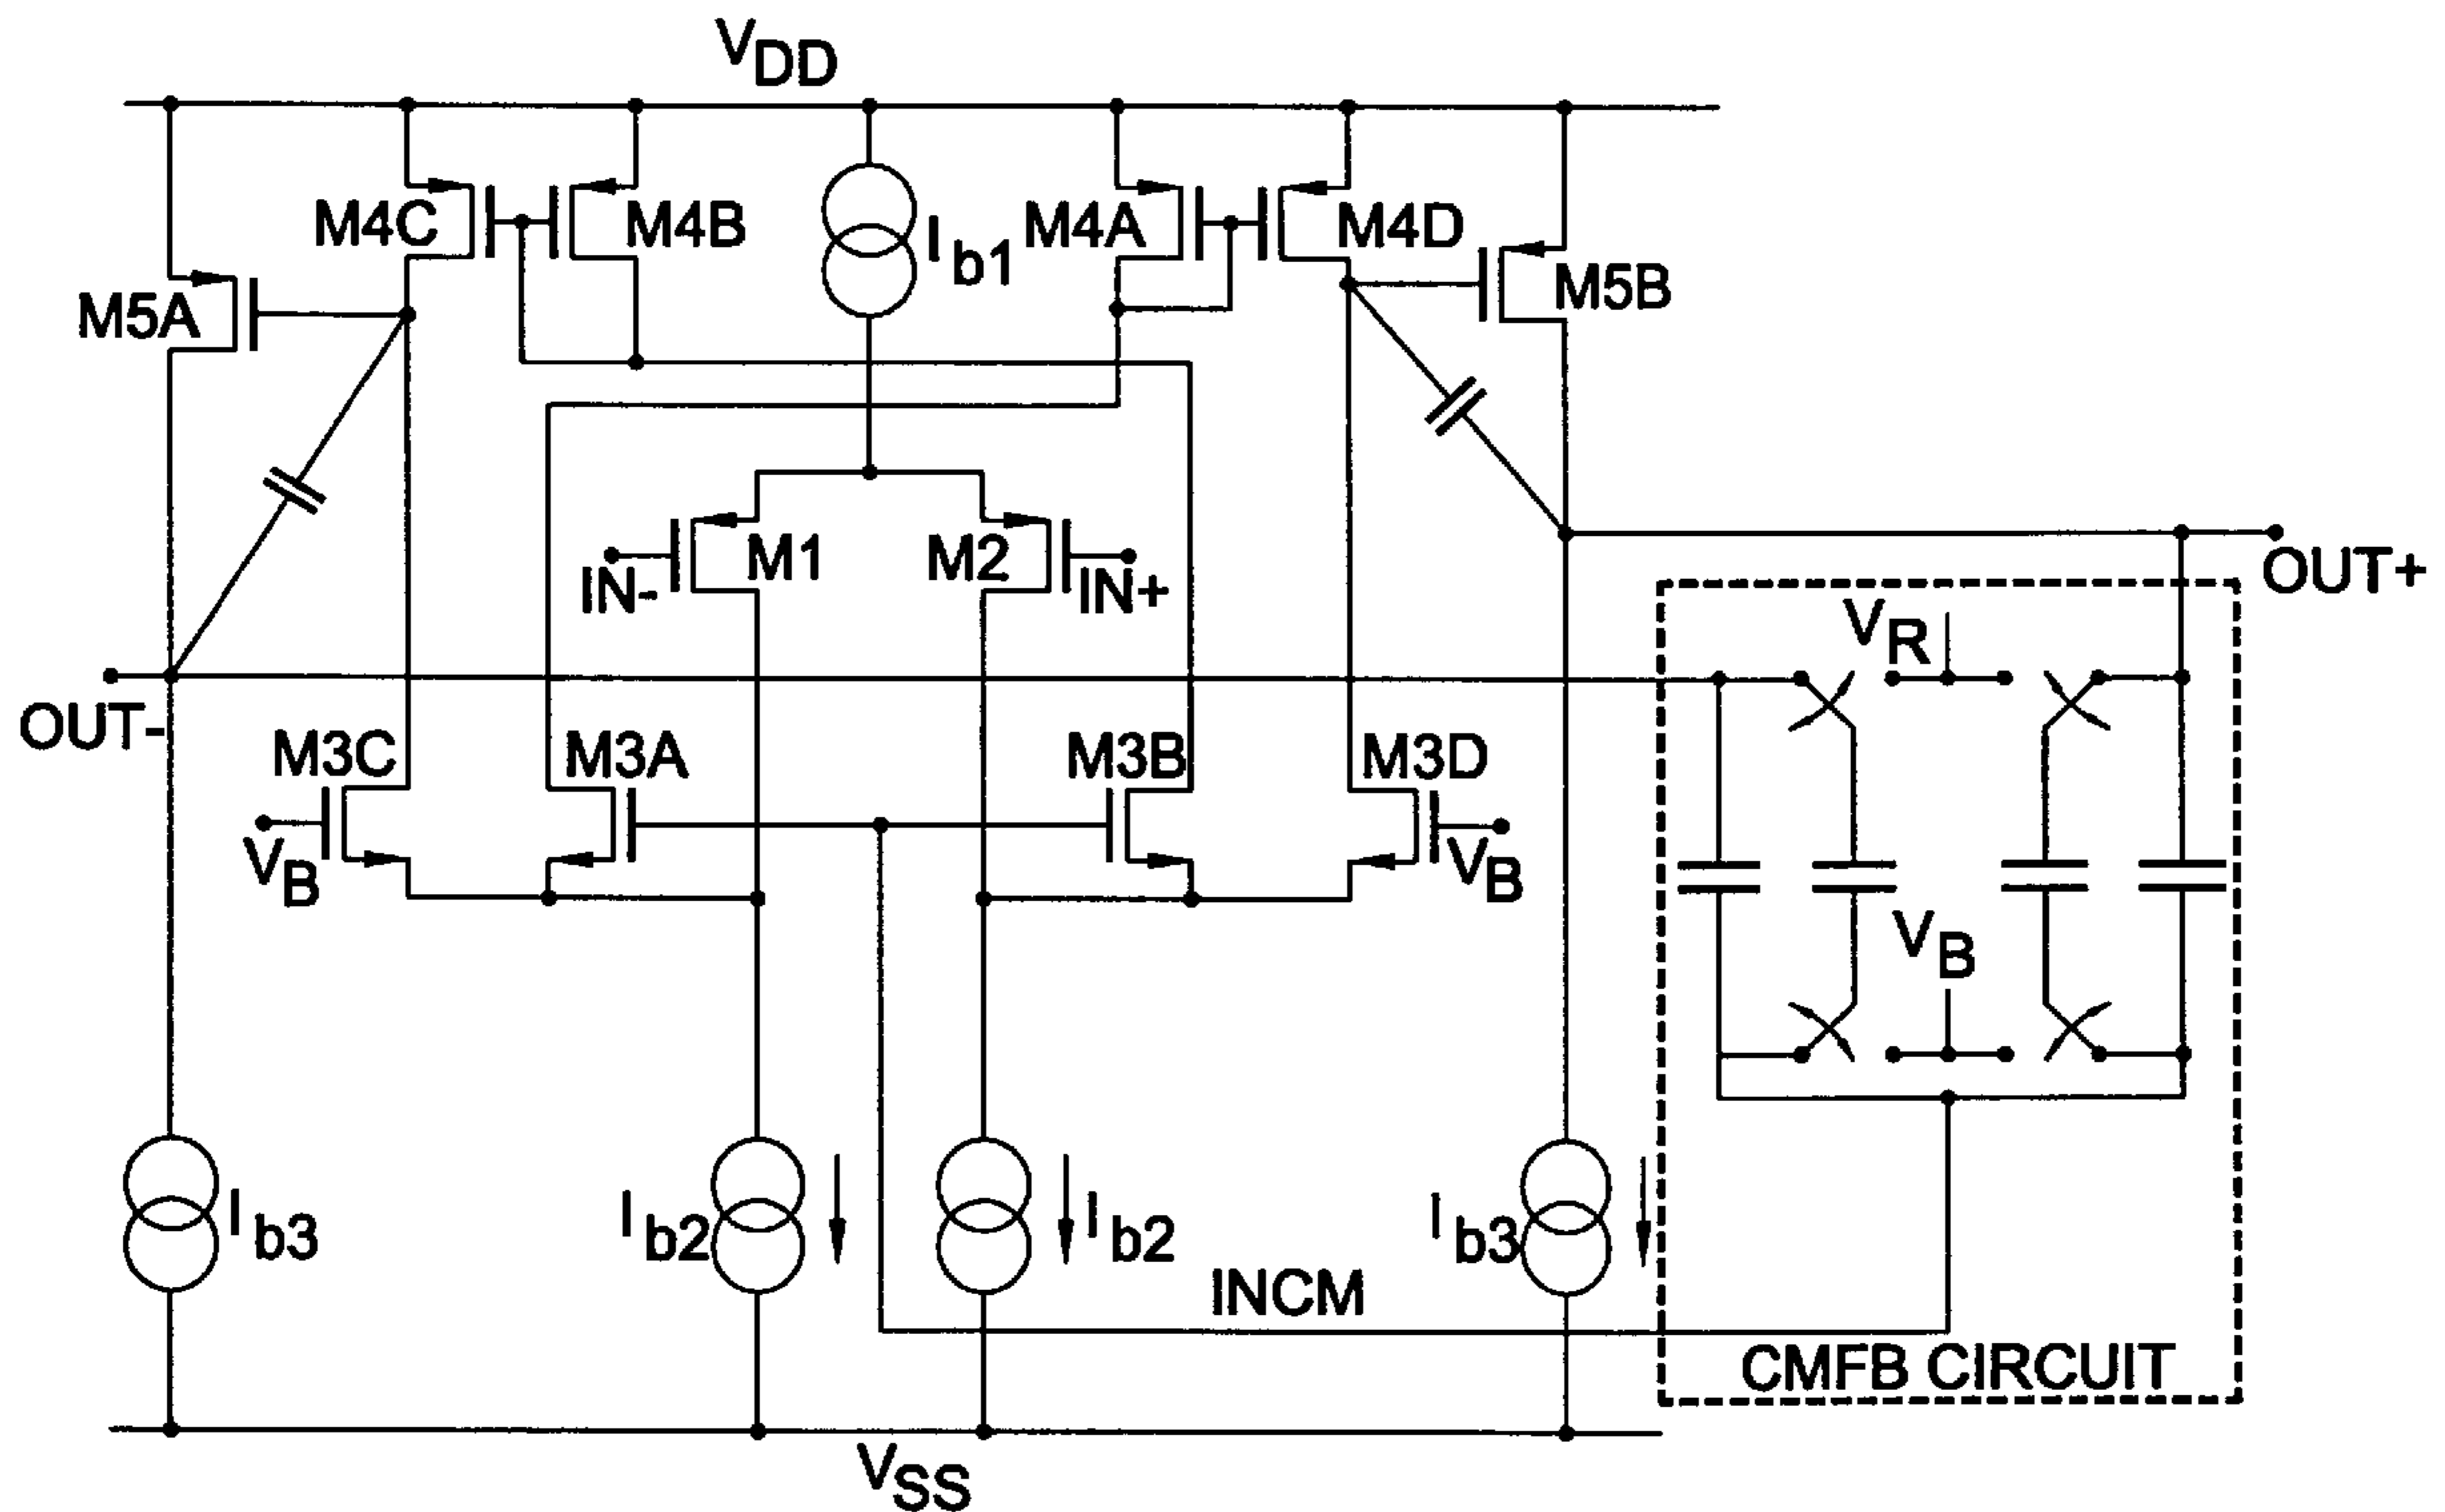 VDD
M4C
M4B
Ib1
M4A
M4D
M5A
M5B
IN-
M1
M2
IN+
OUT+
VR
OUT-
M3C
M3A
M3B
M3D
VB
VB
VB
Ib3
Ib2
Ib2
Ib3
INCM
CMFB CIRCUIT
VSS